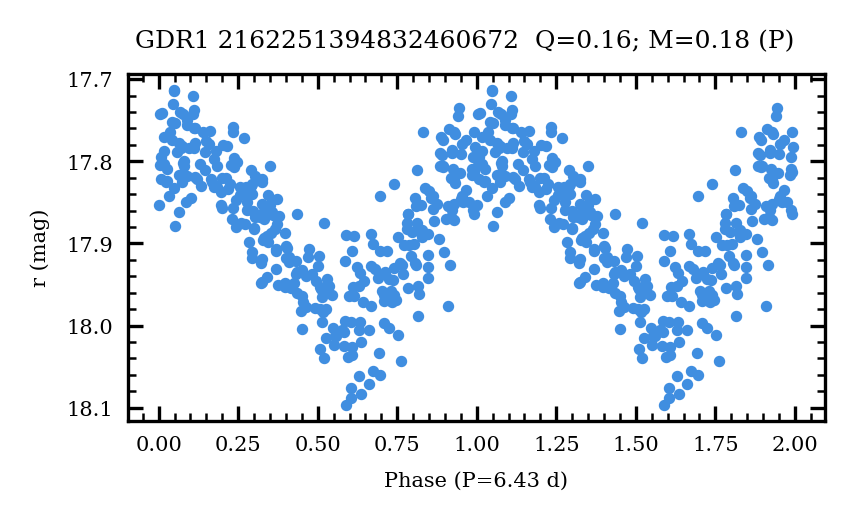 GDR1 2162251394832460672  Q=0.16; M=0.18 (P)
17.7
17.8
17.9
18.0
18.1
r (mag)
0.00 0.25 0.50 0.75 1.00 1.25 1.50 1.75 2.00
Phase (P=6.43 d)